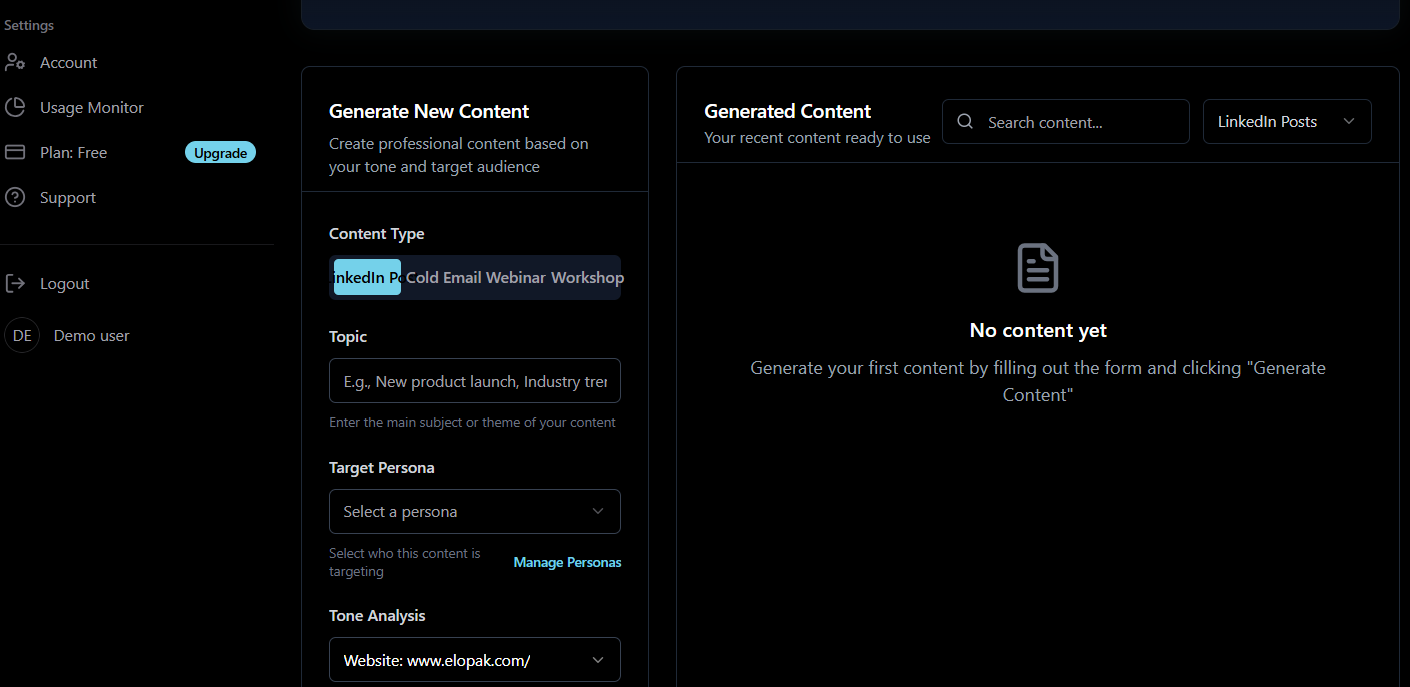 Settings
Account
Usage Monitor
Plan: Free
Upgrade
Support
Logout
DE
Demo user
Generate New Content
Create professional content based on
your tone and target audience
Content Type
inkedIn Po
Cold Email
Webinar
Workshop
Topic
E.g., New product launch, Industry tre
Enter the main subject or theme of your content
Target Persona
Select a persona
Select who this content is
targeting
Manage Personas
Tone Analysis
Website: www.elopak.com/
Generated Content
Your recent content ready to use
Search content...
LinkedIn Posts
No content yet
Generate your first content by filling out the form and clicking "Generate
Content"